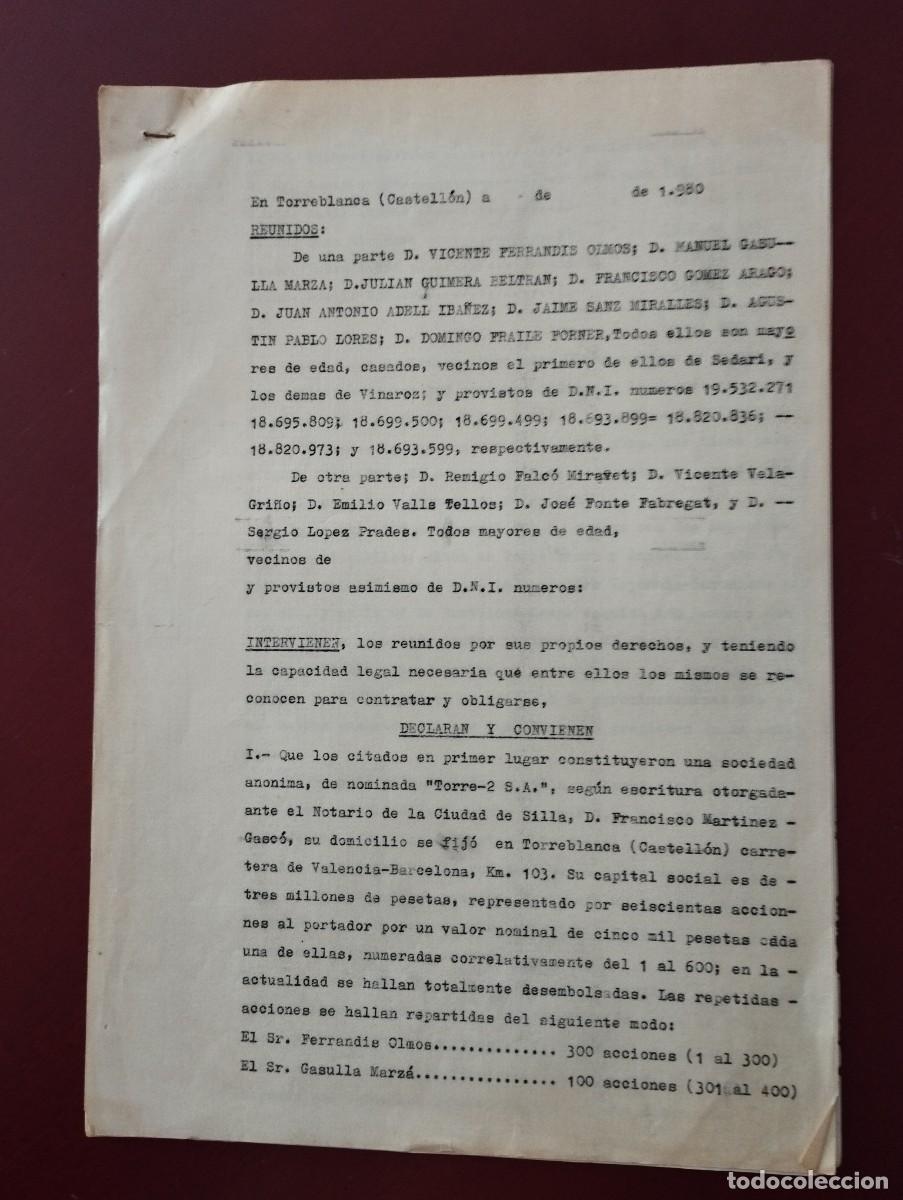 En Torreblanca (Castellón) a - de de 1.980
REUNIDOS:
De una parte D. VICENTE FERRANDIS OLMOS; D. MANUEL GASU--
LLA MARZA; D.JULIAN GUIMERA BELTRAN; D. FRANCISCO GOMEZ ARAGO;
D. JUAN ANTONIO ADELL IBAÑEZ; D. JAIME SANZ MIRALLES; D. AGUS-
TIN PABLO LORES; D. DOMINGO FRAILE FORNER,Todos ellos son mayo
res de edad, casados, vecinos el primero de ellos de Sedari, y
los demas de Vinaroz; y provistos de D.N.I. numeros 19.532.271
18.695.809; 18.699.500; 18.699.499; 18.693.899= 18.820.836; --
18.820.973; y 18.693.599, respectivamente.
De otra parte; D. Remigio Falcó Miravet; D. Vicente Vela-
Griño; D. Emilio Valls Tellos; D. José Fonte Fabregat, y D. --
Sergio Lopez Prades. Todos mayores de edad,
vecinos de
y provistos asimismo de D.N.I. numeros:
INTERVIENEN, los reunidos por sus propios derechos, y teniendo
la capacidad legal necesaria que entre ellos los mismos se re-
conocen para contratar y obligarse,
DECLARAN Y CONVIENEN
I.- Que los citados en primer lugar constituyeron una sociedad
anonima, de nominada "Torre-2 S.A.", según escritura otorgada-
ante el Notario de la Ciudad de Silla, D. Francisco Martinez -
Gascó, su domicilio se fijó en Torreblanca (Castellón) carre-
tera de Valencia-Barcelona, Km. 103. Su capital social es de -
tres millones de pesetas, representado por seiscientas accion-
nes al portador por un valor nominal de cinco mil pesetas cada
una de ellas, numeradas correlativamente del 1 al 600; en la -
actualidad se hallan totalmente desembolsadas. Las repetidas -
acciones se hallan repartidas del siguiente modo:
El Sr. Ferrandis Olmos.............. 300 acciones (1 al 300)
El Sr. Gasulla Marzá................ 100 acciones (301 al 400)
todocoleccion